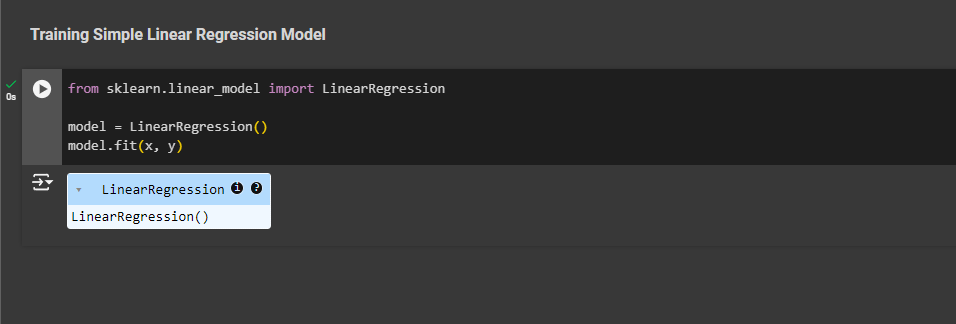 Training Simple Linear Regression Model
0s
from sklearn.linear_model import LinearRegression
model = LinearRegression()
model.fit(x, y)
LinearRegression i ?
LinearRegression()